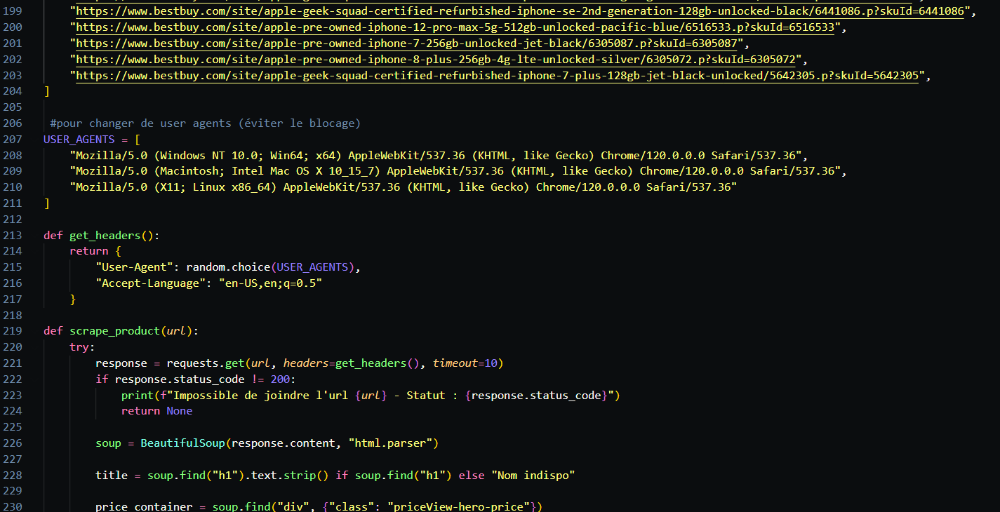 199 "https://www.bestbuy.com/site/apple-geek-squad-certified-refurbished-iphone-se-2nd-generation-128gb-unlocked-black/6441086.p?skuId=6441086",
200 "https://www.bestbuy.com/site/apple-pre-owned-iphone-12-pro-max-5g-512gb-unlocked-pacific-blue/6516533.p?skuId=6516533",
201 "https://www.bestbuy.com/site/apple-pre-owned-iphone-7-256gb-unlocked-jet-black/6305087.p?skuId=6305087",
202 "https://www.bestbuy.com/site/apple-pre-owned-iphone-8-plus-256gb-4g-lte-unlocked-silver/6305072.p?skuId=6305072",
203 "https://www.bestbuy.com/site/apple-geek-squad-certified-refurbished-iphone-7-plus-128gb-jet-black-unlocked/5642305.p?skuId=5642305",
204 ]
205
206 #pour changer de user agents (éviter le blocage)
207 USER_AGENTS = [
208 "Mozilla/5.0 (Windows NT 10.0; Win64; x64) AppleWebKit/537.36 (KHTML, like Gecko) Chrome/120.0.0.0 Safari/537.36",
209 "Mozilla/5.0 (Macintosh; Intel Mac OS X 10_15_7) AppleWebKit/537.36 (KHTML, like Gecko) Chrome/120.0.0.0 Safari/537.36",
210 "Mozilla/5.0 (X11; Linux x86_64) AppleWebKit/537.36 (KHTML, like Gecko) Chrome/120.0.0.0 Safari/537.36"
211 ]
212
213 def get_headers():
214 return {
215 "User-Agent": random.choice(USER_AGENTS),
216 "Accept-Language": "en-US,en;q=0.5"
217 }
218
219 def scrape_product(url):
220 try:
221 response = requests.get(url, headers=get_headers(), timeout=10)
222 if response.status_code != 200:
223 print(f"Impossible de joindre l'url {url} - Statut : {response.status_code}")
224 return None
225
226 soup = BeautifulSoup(response.content, "html.parser")
227
228 title = soup.find("h1").text.strip() if soup.find("h1") else "Nom indispo"
229
230 price_container = soup.find("div", {"class": "priceView-hero-price"})